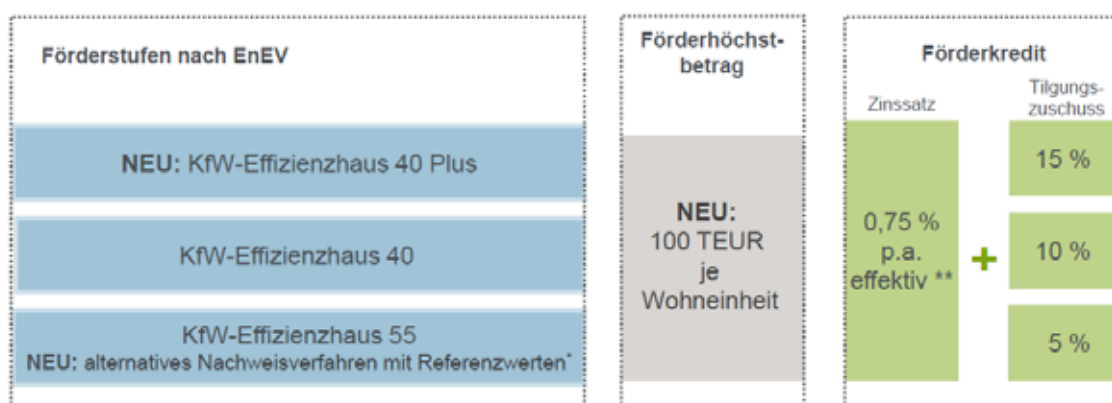 Förderstufen nach EnEV
NEU: KfW-Effizienzhaus 40 Plus
KfW-Effizienzhaus 40
KfW-Effizienzhaus 55
NEU: alternatives Nachweisverfahren mit Referenzwerten*
Förderhöchst-
betrag
NEU:
100 TEUR
je
Wohneinheit
Förderkredit
Zinssatz
Tilgungs-
zuschuss
0,75 %
p.a.
effektiv **
+
15 %
10 %
5 %